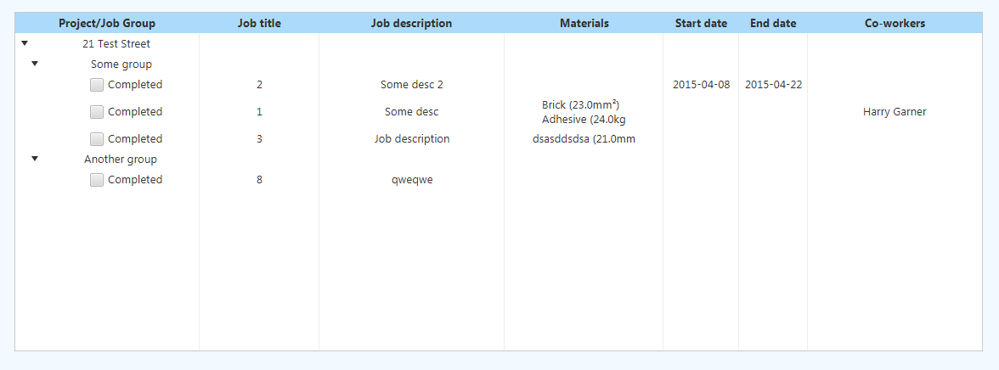 Project/Job Group Job title Job description Materials Start date End date Co-workers
21 Test Street
Some group
Completed 2 Some desc 2 2015-04-08 2015-04-22
Completed 1 Some desc Brick (23.0mm²) Harry Garner
Adhesive (24.0kg
Completed 3 Job description dsasddsdsa (21.0mm
Another group
Completed 8 qweqwe